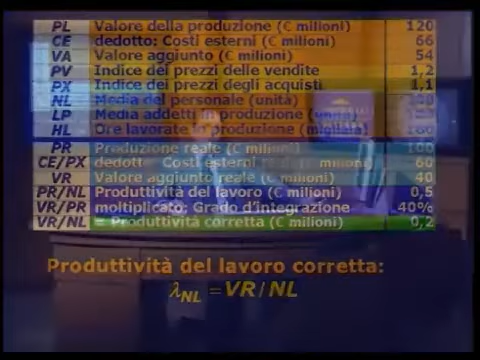 PL Valore della produzione (€ milioni) 120
CE dedotto: Costi esterni (€ milioni) 66
VA Valore aggiunto (€ milioni) 54
PV Indice dei prezzi delle vendite 1,2
PX Indice dei prezzi degli acquisti 1,1
NL Media del personale (unità)
LP Media addetti in produzione (unità)
HL Ore lavorate in produzione (migliaia)
PR Produzione reale (€ milioni) 100
CE/PX dedotto Costi esterni reali (€ milioni) 60
VR Valore aggiunto reale (€ milioni) 40
PR/NL Produttività del lavoro (€ milioni) 0,5
VR/PR moltiplicato: Grado d'integrazione 40%
VR/NL = Produttività corretta (€ milioni) 0,2
Produttività del lavoro corretta:
λNL = VR/NL